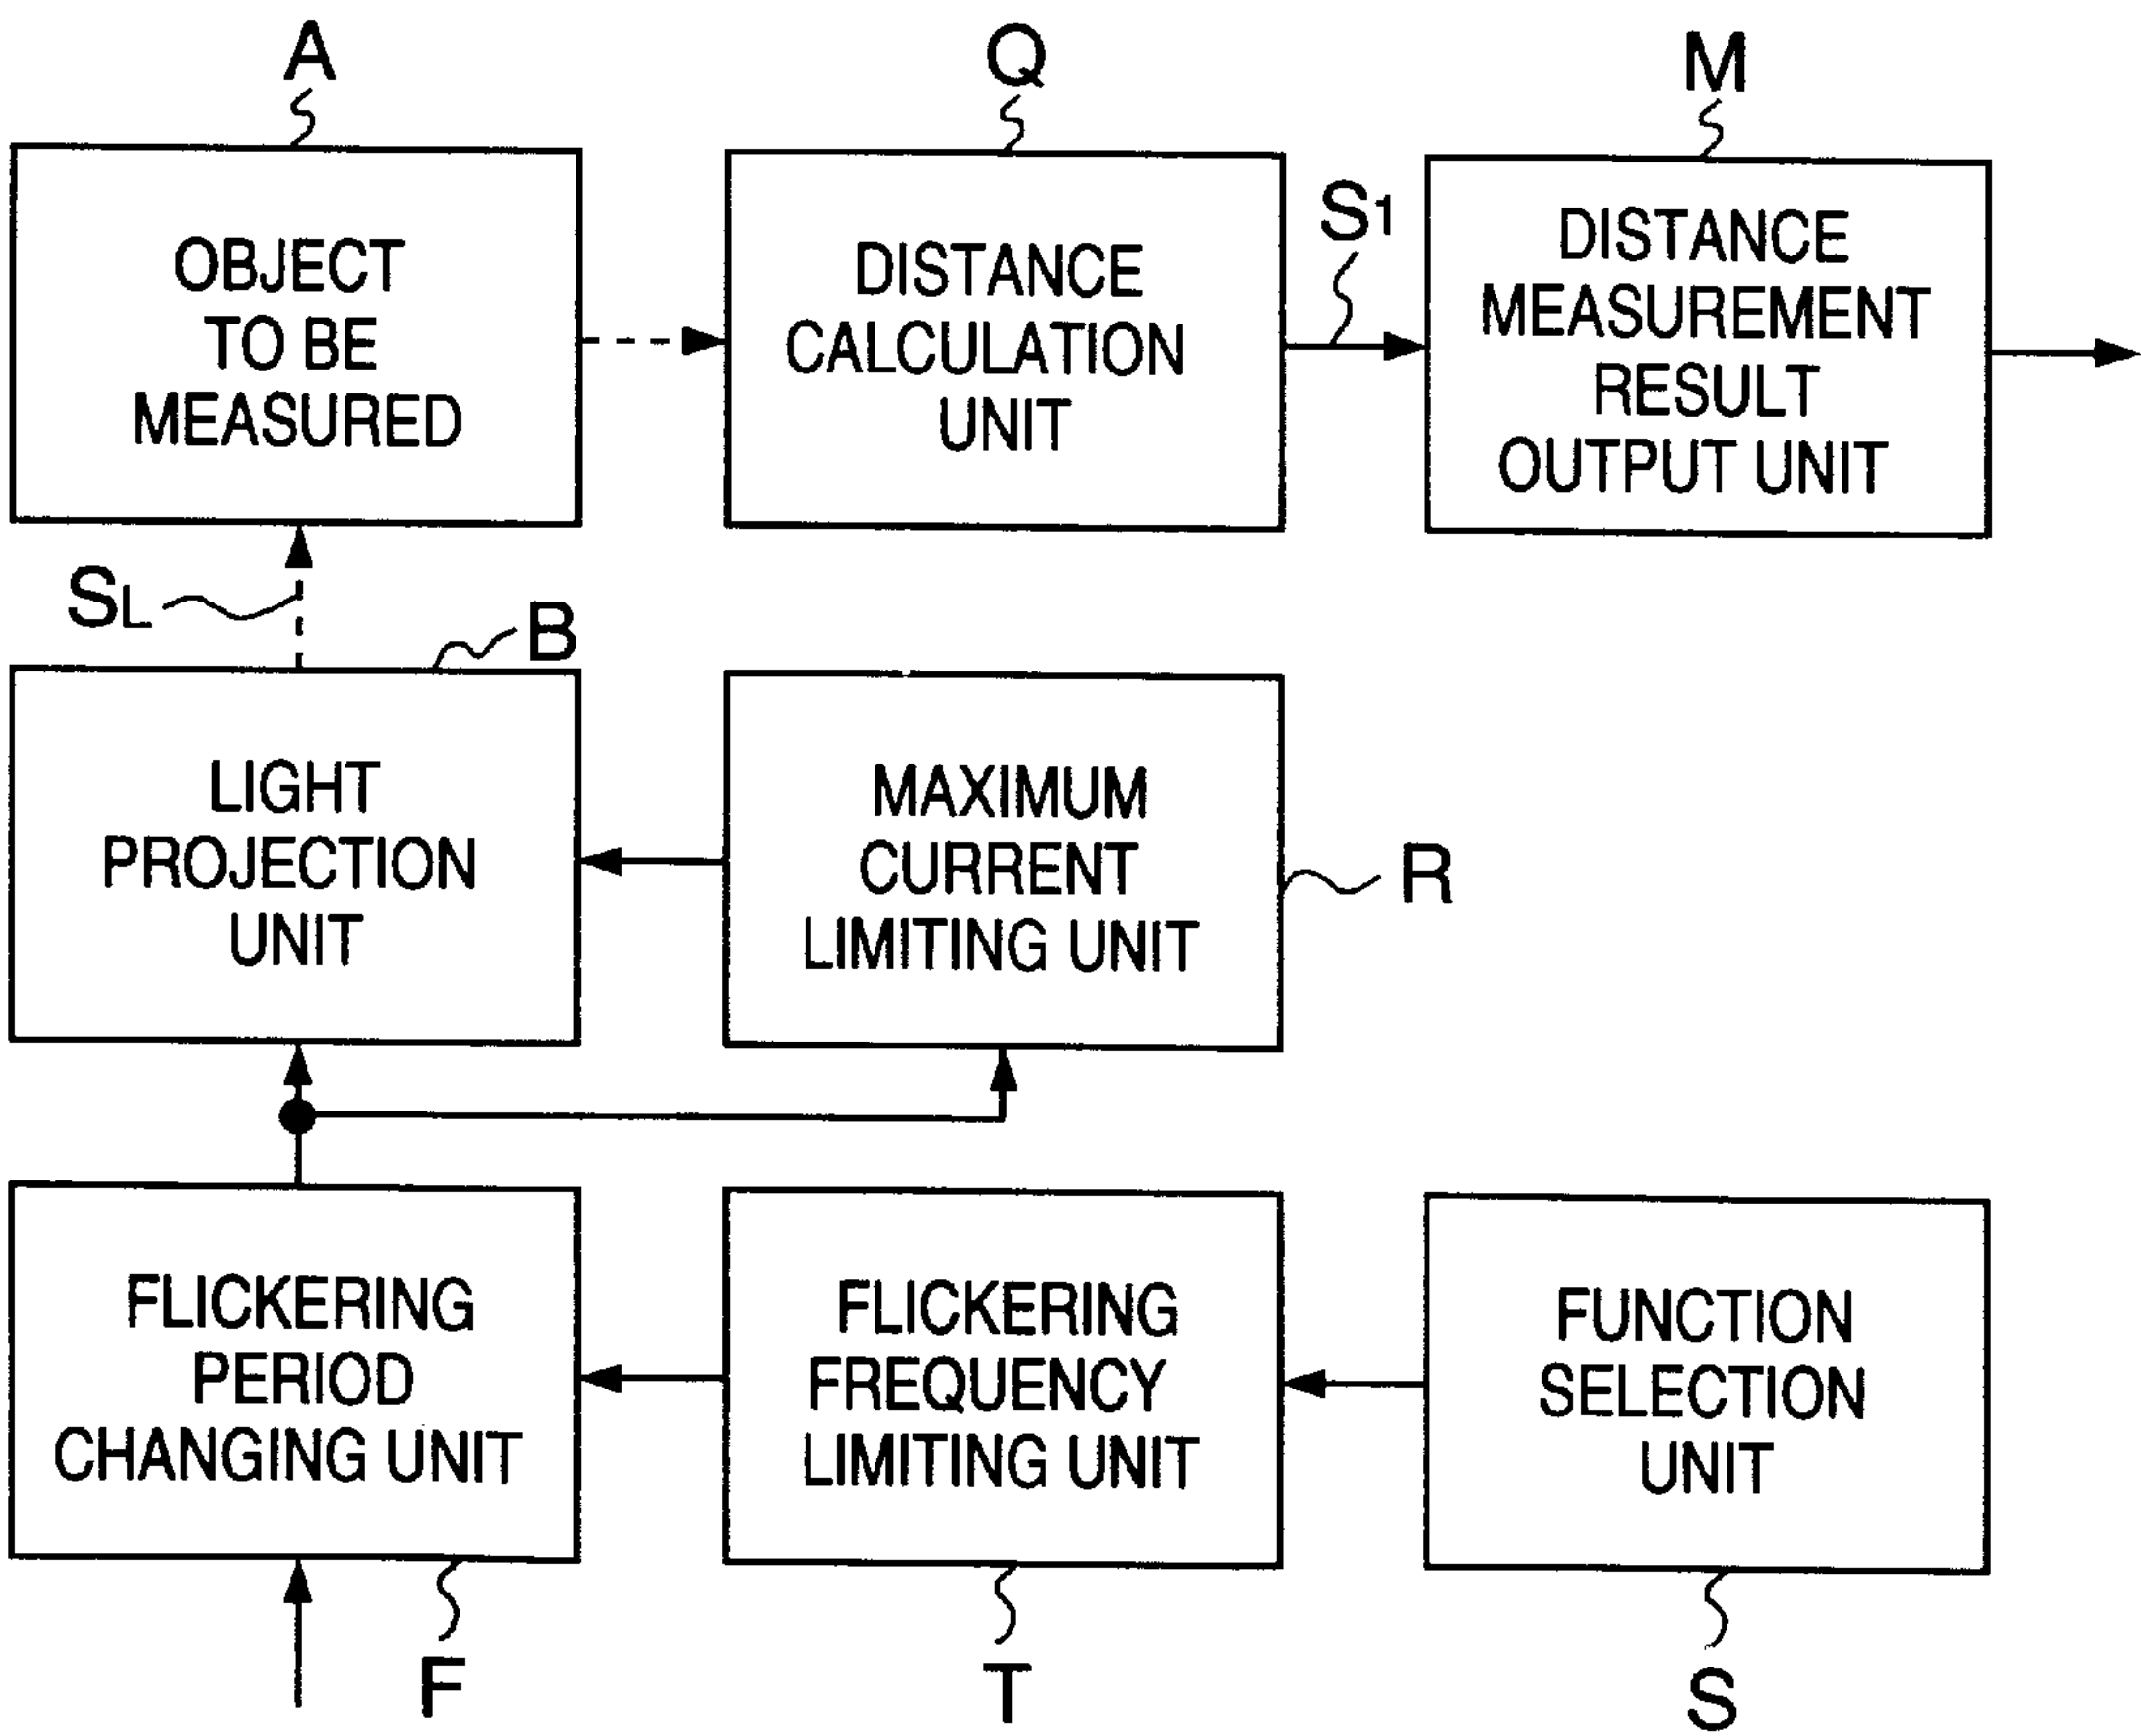 A
Q
M
OBJECT
TO BE
MEASURED
DISTANCE
CALCULATION
UNIT
S1
DISTANCE
MEASUREMENT
RESULT
OUTPUT UNIT
SL
B
LIGHT
PROJECTION
UNIT
MAXIMUM
CURRENT
LIMITING UNIT
R
FLICKERING
PERIOD
CHANGING UNIT
FLICKERING
FREQUENCY
LIMITING UNIT
FUNCTION
SELECTION
UNIT
F
T
S